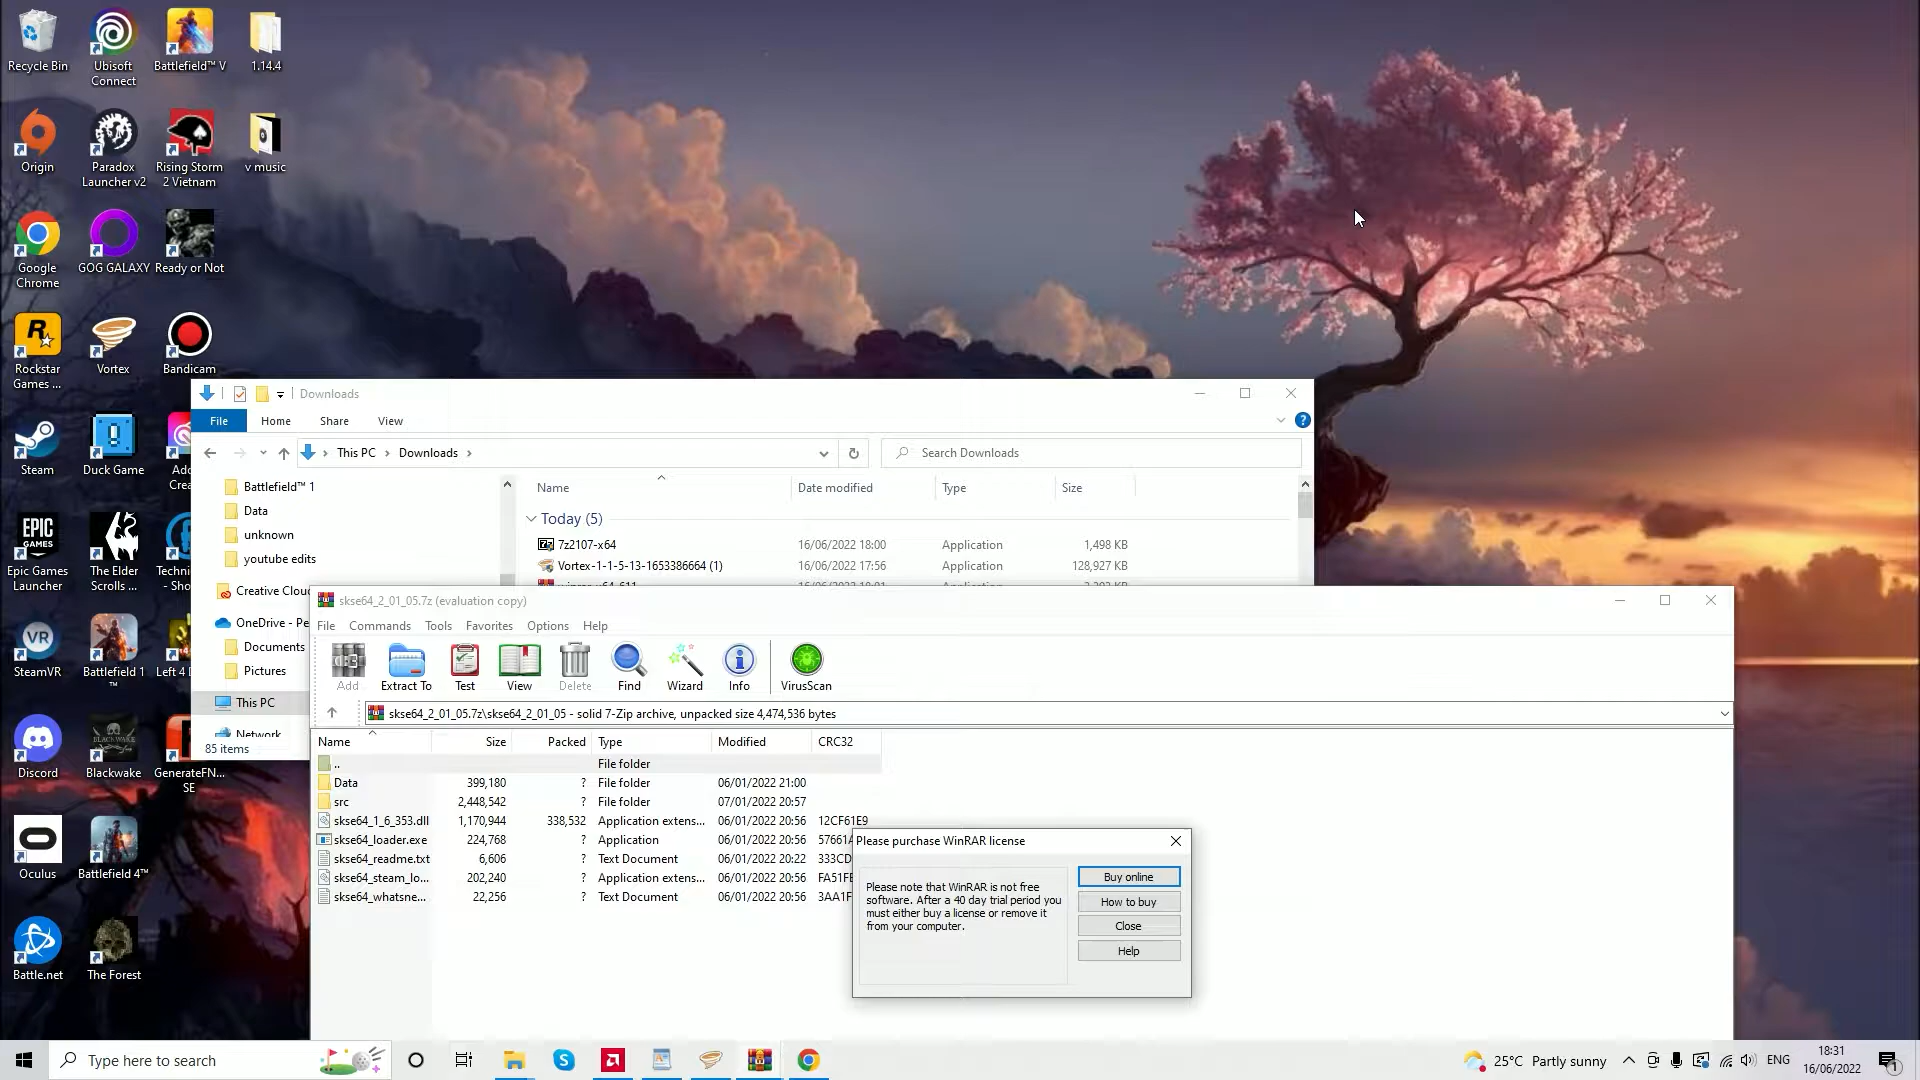 Recycle Bin
Ubisoft Connect
Battlefield™ V
1.14.4
Origin
Paradox Launcher v2
Rising Storm 2 Vietnam
v music
Google Chrome
GOG GALAXY
Ready or Not
Rockstar Games ...
Vortex
Bandicam
Steam
Duck Game
Epic Games Launcher
The Elder Scrolls ...
SteamVR
Battlefield 1 ™
Discord
Blackwake
GenerateFN... SE
Oculus
Battlefield 4™
Battle.net
The Forest
Downloads
File Home Share View
This PC › Downloads ›
Search Downloads
Battlefield™ 1
Data
unknown
youtube edits
Creative Clou
OneDrive - Pe
Documents
Pictures
This PC
Network
85 items
Name Date modified Type Size
Today (5)
7z2107-x64 16/06/2022 18:00 Application 1,498 KB
Vortex-1-1-5-13-1653386664 (1) 16/06/2022 17:56 Application 128,927 KB
skse64_2_01_05.7z (evaluation copy)
File Commands Tools Favorites Options Help
Add Extract To Test View Delete Find Wizard Info VirusScan
skse64_2_01_05.7z\skse64_2_01_05 - solid 7-Zip archive, unpacked size 4,474,536 bytes
Name Size Packed Type Modified CRC32
.. File folder
Data 399,180 ? File folder 06/01/2022 21:00
src 2,448,542 ? File folder 07/01/2022 20:57
skse64_1_6_353.dll 1,170,944 338,532 Application extens... 06/01/2022 20:56 12CF61E9
skse64_loader.exe 224,768 ? Application 06/01/2022 20:56 57661
skse64_readme.txt 6,606 ? Text Document 06/01/2022 20:22 333CD
skse64_steam_lo... 202,240 ? Application extens... 06/01/2022 20:56 FA51F
skse64_whatsne... 22,256 ? Text Document 06/01/2022 20:56 3AA1F
Please purchase WinRAR license
Please note that WinRAR is not free
software. After a 40 day trial period you
must either buy a license or remove it
from your computer.
Buy online
How to buy
Close
Help
Type here to search
25°C Partly sunny
ENG
18:31
16/06/2022